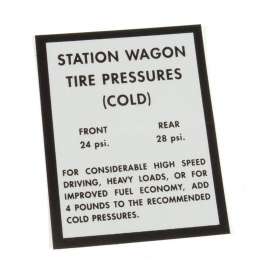 STATION WAGON
TIRE PRESSURES
(COLD)
FRONT REAR
24 psi. 28 psi.
FOR CONSIDERABLE HIGH SPEED
DRIVING, HEAVY LOADS, OR FOR
IMPROVED FUEL ECONOMY, ADD
4 POUNDS TO THE RECOMMENDED
COLD PRESSURES.